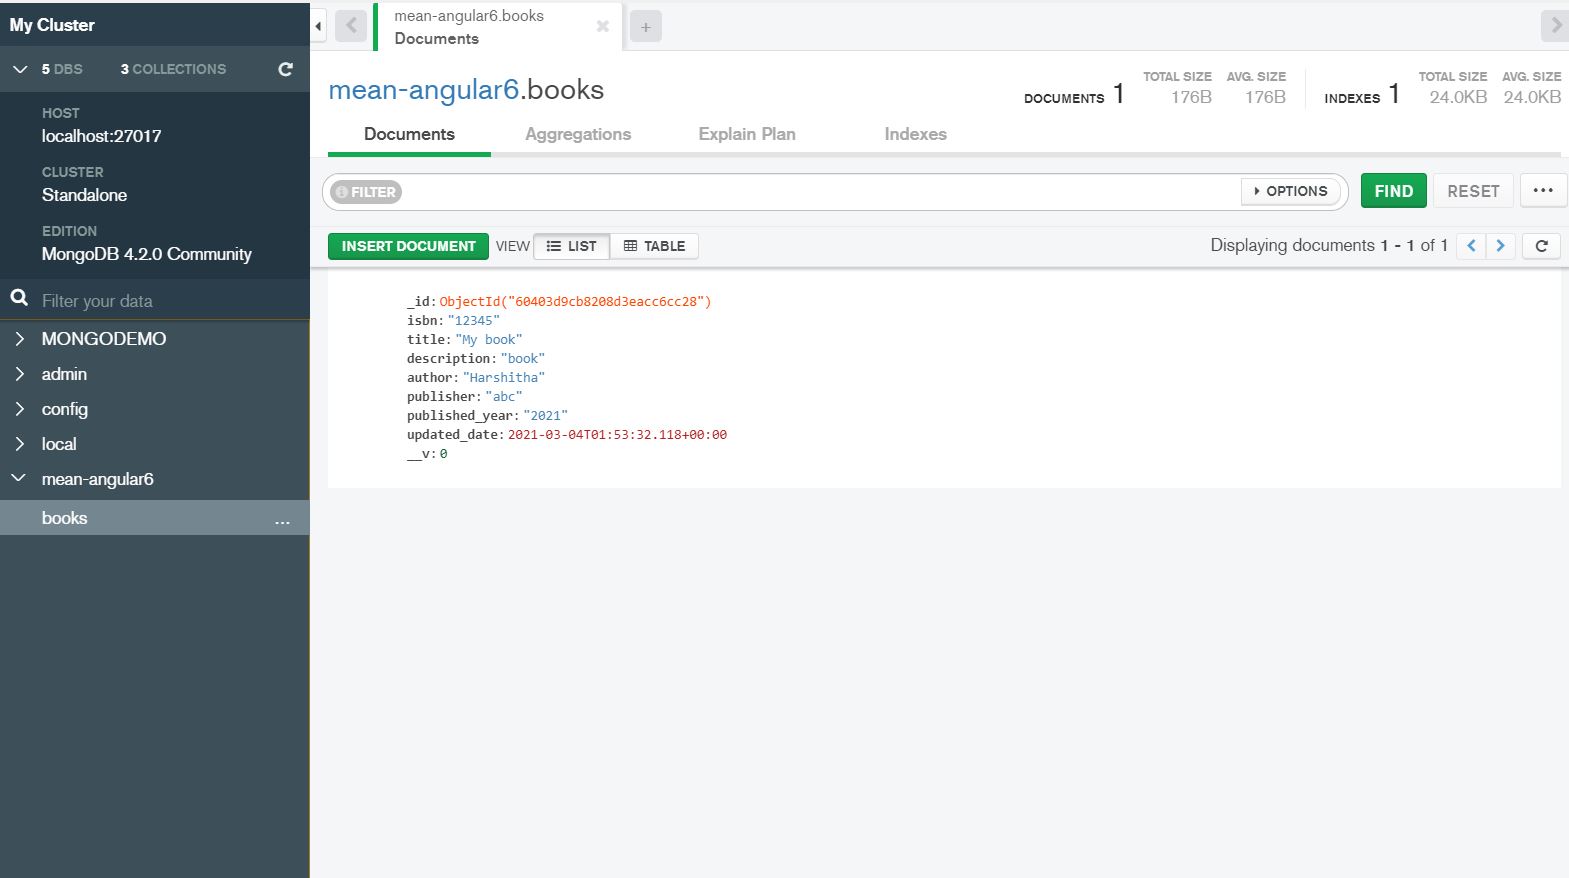 My Cluster
5 DBS 3 COLLECTIONS
HOST
localhost:27017
CLUSTER
Standalone
EDITION
MongoDB 4.2.0 Community
Filter your data
MONGODEMO
admin
config
local
mean-angular6
books ...
mean-angular6.books
Documents
+
mean-angular6.books
DOCUMENTS 1
TOTAL SIZE AVG. SIZE
176B 176B
INDEXES 1
TOTAL SIZE AVG. SIZE
24.0KB 24.0KB
Documents Aggregations Explain Plan Indexes
FILTER OPTIONS FIND RESET ...
INSERT DOCUMENT VIEW LIST TABLE Displaying documents 1 - 1 of 1
_id: ObjectId("60403d9cb8208d3eacc6cc28")
isbn: "12345"
title: "My book"
description: "book"
author: "Harshitha"
publisher: "abc"
published_year: "2021"
updated_date: 2021-03-04T01:53:32.118+00:00
__v: 0